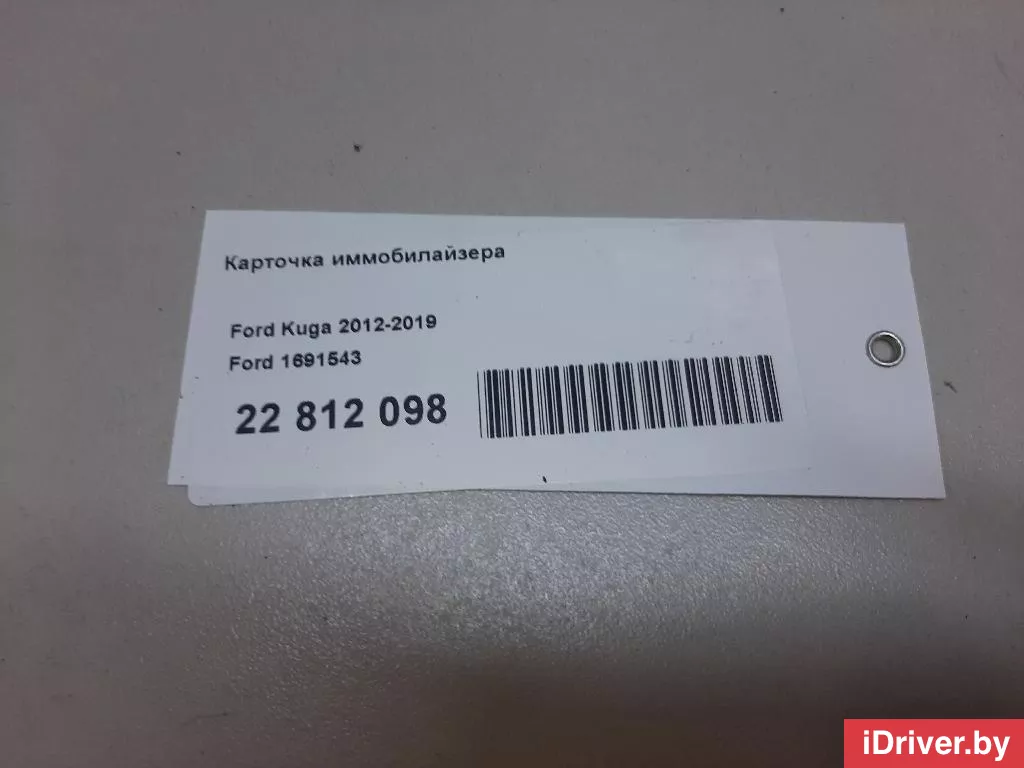 Карточка иммобилайзера
Ford Kuga 2012-2019
Ford 1691543
22 812 098
iDriver.by